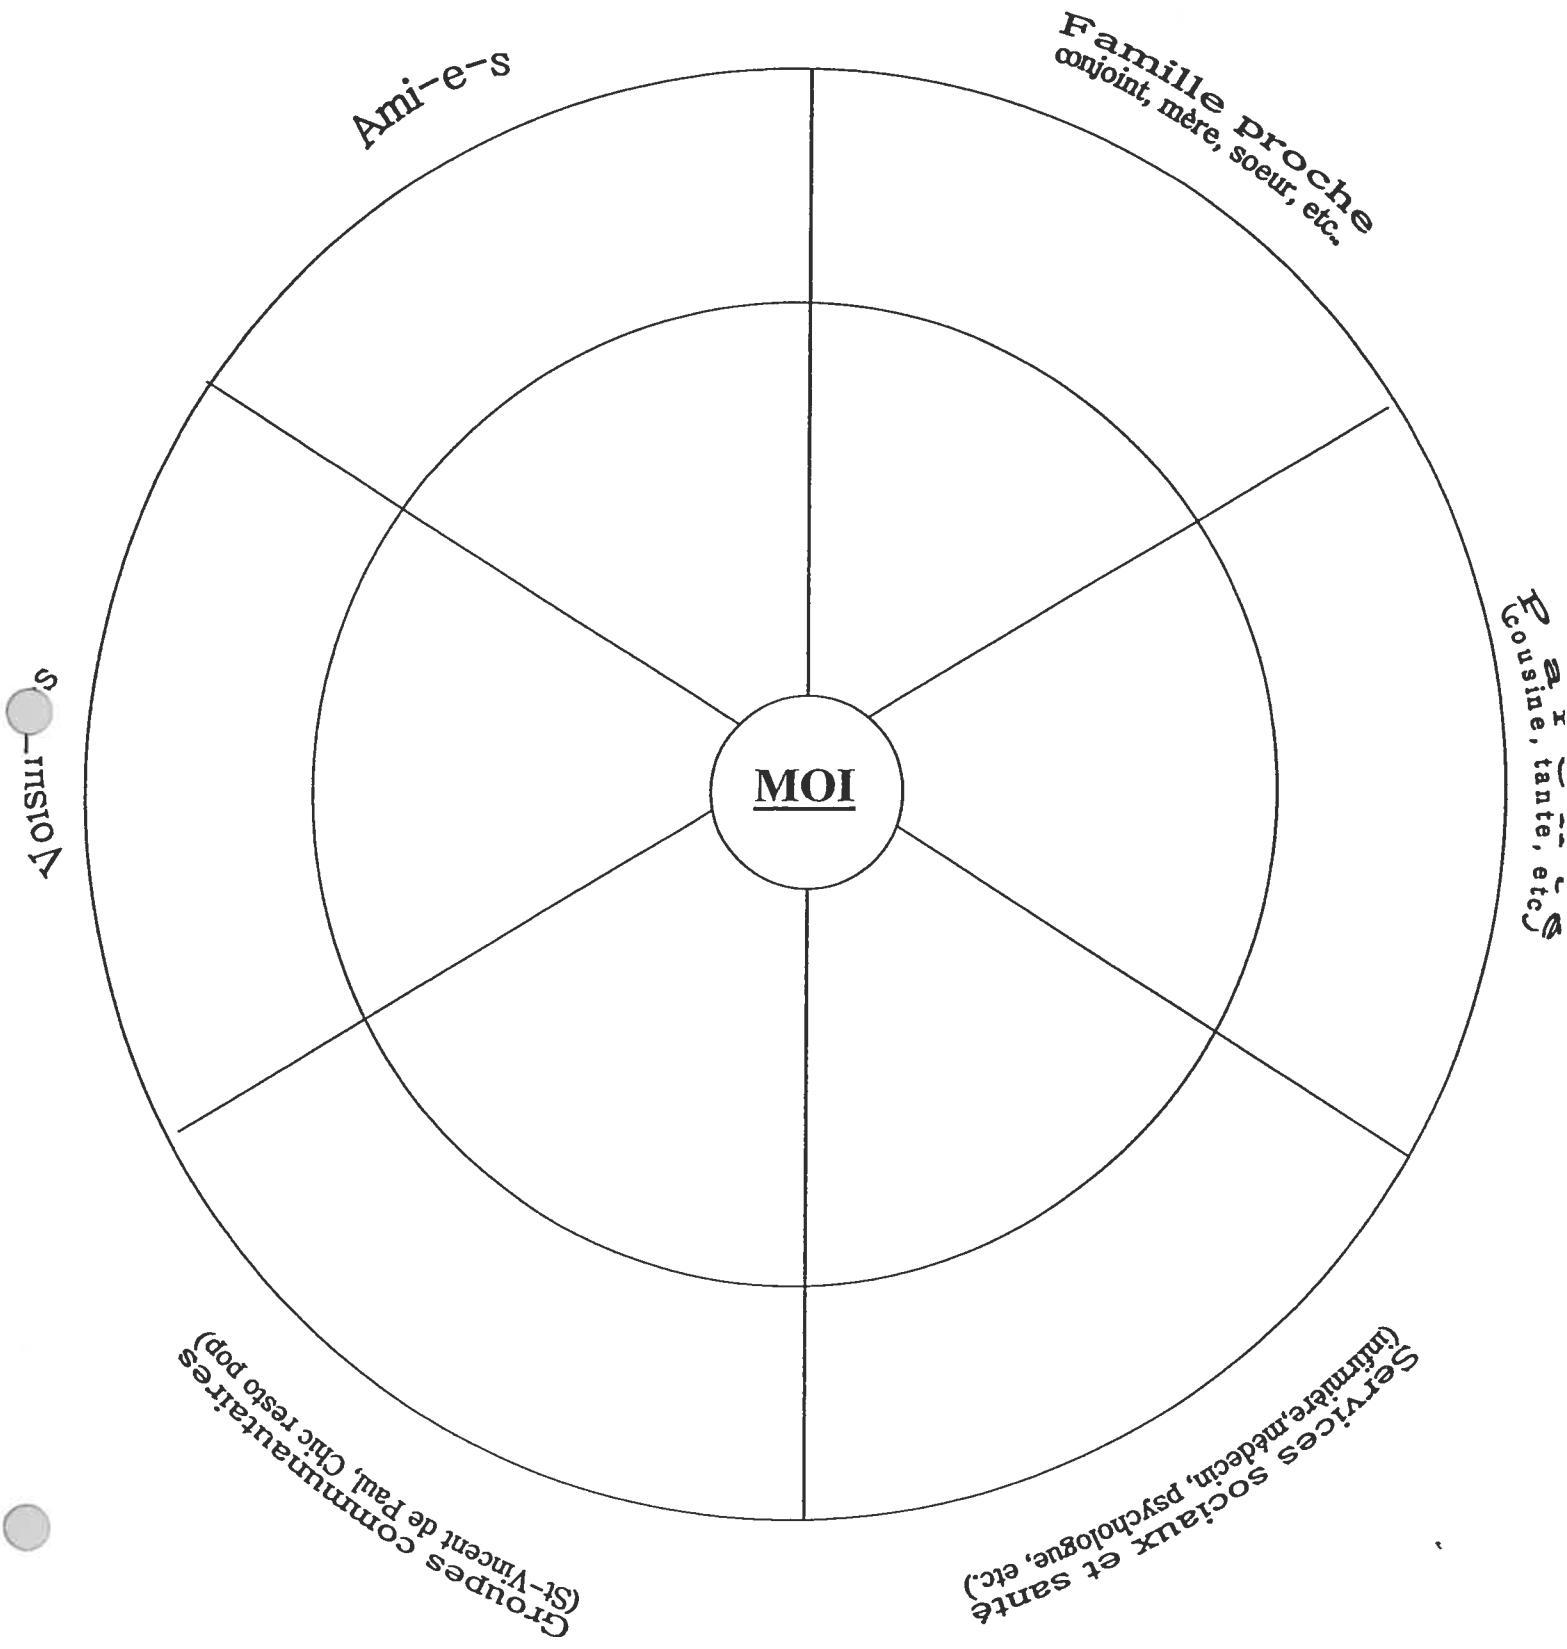 Ami-e-s
Famille proche
conjoint, mère, soeur, etc..
(cousine, tante, etc)
Services sociaux et santé
(infirmière,médecin, psychologue, etc.)
Groupes communautaires
(St-Vincent de Paul, Chic resto pop)
MOI